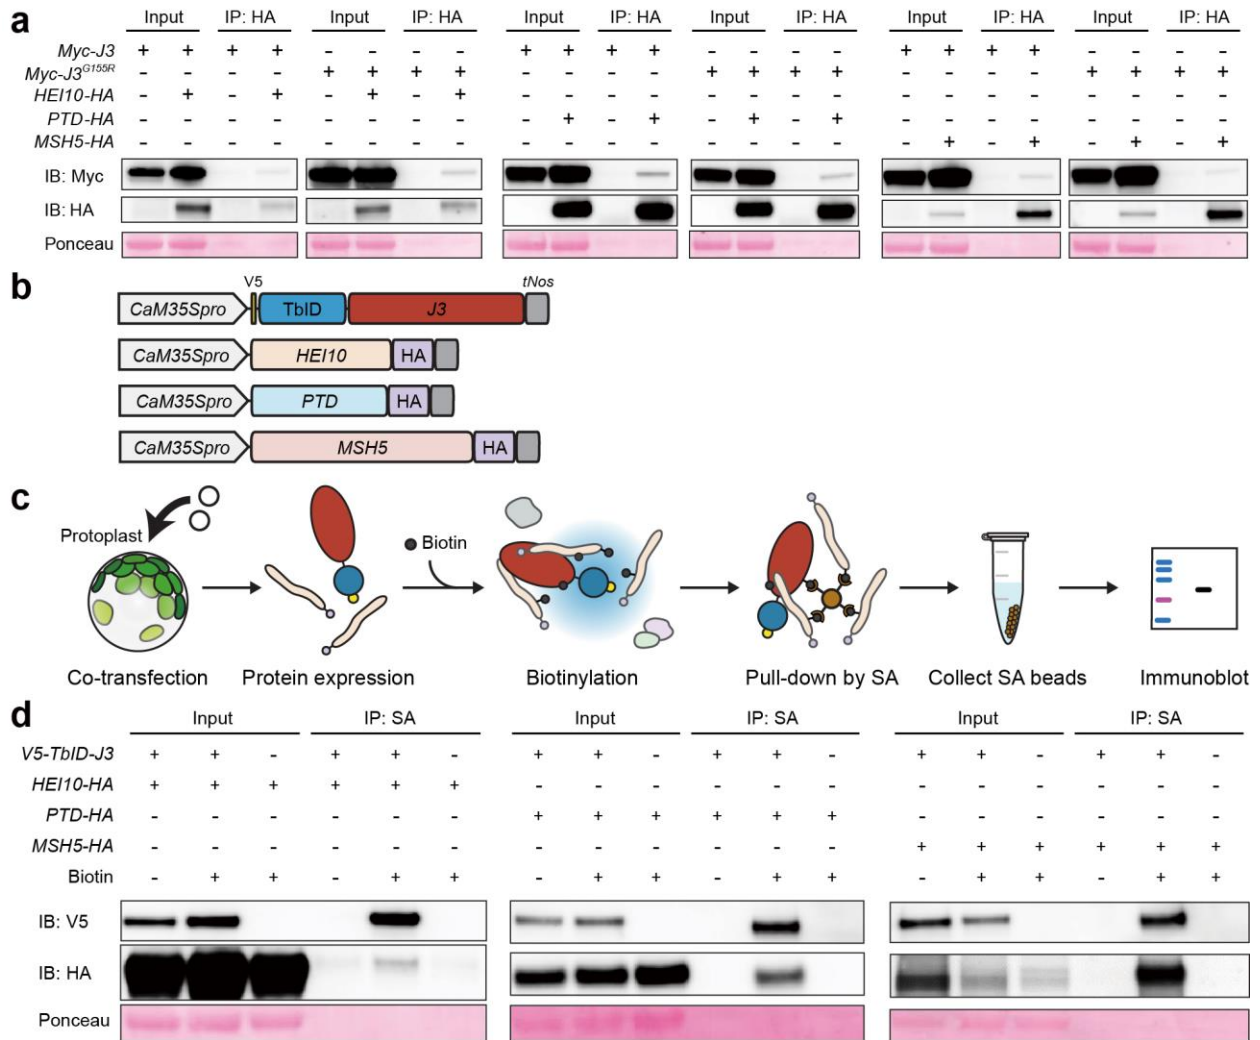 a
Input IP: HA Input IP: HA Input IP: HA Input IP: HA Input IP: HA Input IP: HA
Myc-J3 + + + + - - - - + + + + - - - - + + + + - - - -
Myc-J3G155R - - - - + + + + - - - - + + + + - - - - + + + +
HEI10-HA - + - + - + - + - - - - - - - - - - - - - - - -
PTD-HA - - - - - - - - - + - + - + - + - - - - - - - -
MSH5-HA - - - - - - - - - - - - - - - - - + - + - + - +
IB: Myc
IB: HA
Ponceau
b
V5 tNos
CaM35Spro TbID J3
CaM35Spro HEI10 HA
CaM35Spro PTD HA
CaM35Spro MSH5 HA
c
Protoplast
Biotin
Co-transfection Protein expression Biotinylation Pull-down by SA Collect SA beads Immunoblot
d
Input IP: SA Input IP: SA Input IP: SA
V5-TbID-J3 + + - + + - + + - + + - + + - + + -
HEI10-HA + + + + + + - - - - - - - - - - - -
PTD-HA - - - - - - + + + + + + - - - - - -
MSH5-HA - - - - - - - - - - - - + + + + + +
Biotin - + + - + + - + + - + + - + + - + +
IB: V5
IB: HA
Ponceau